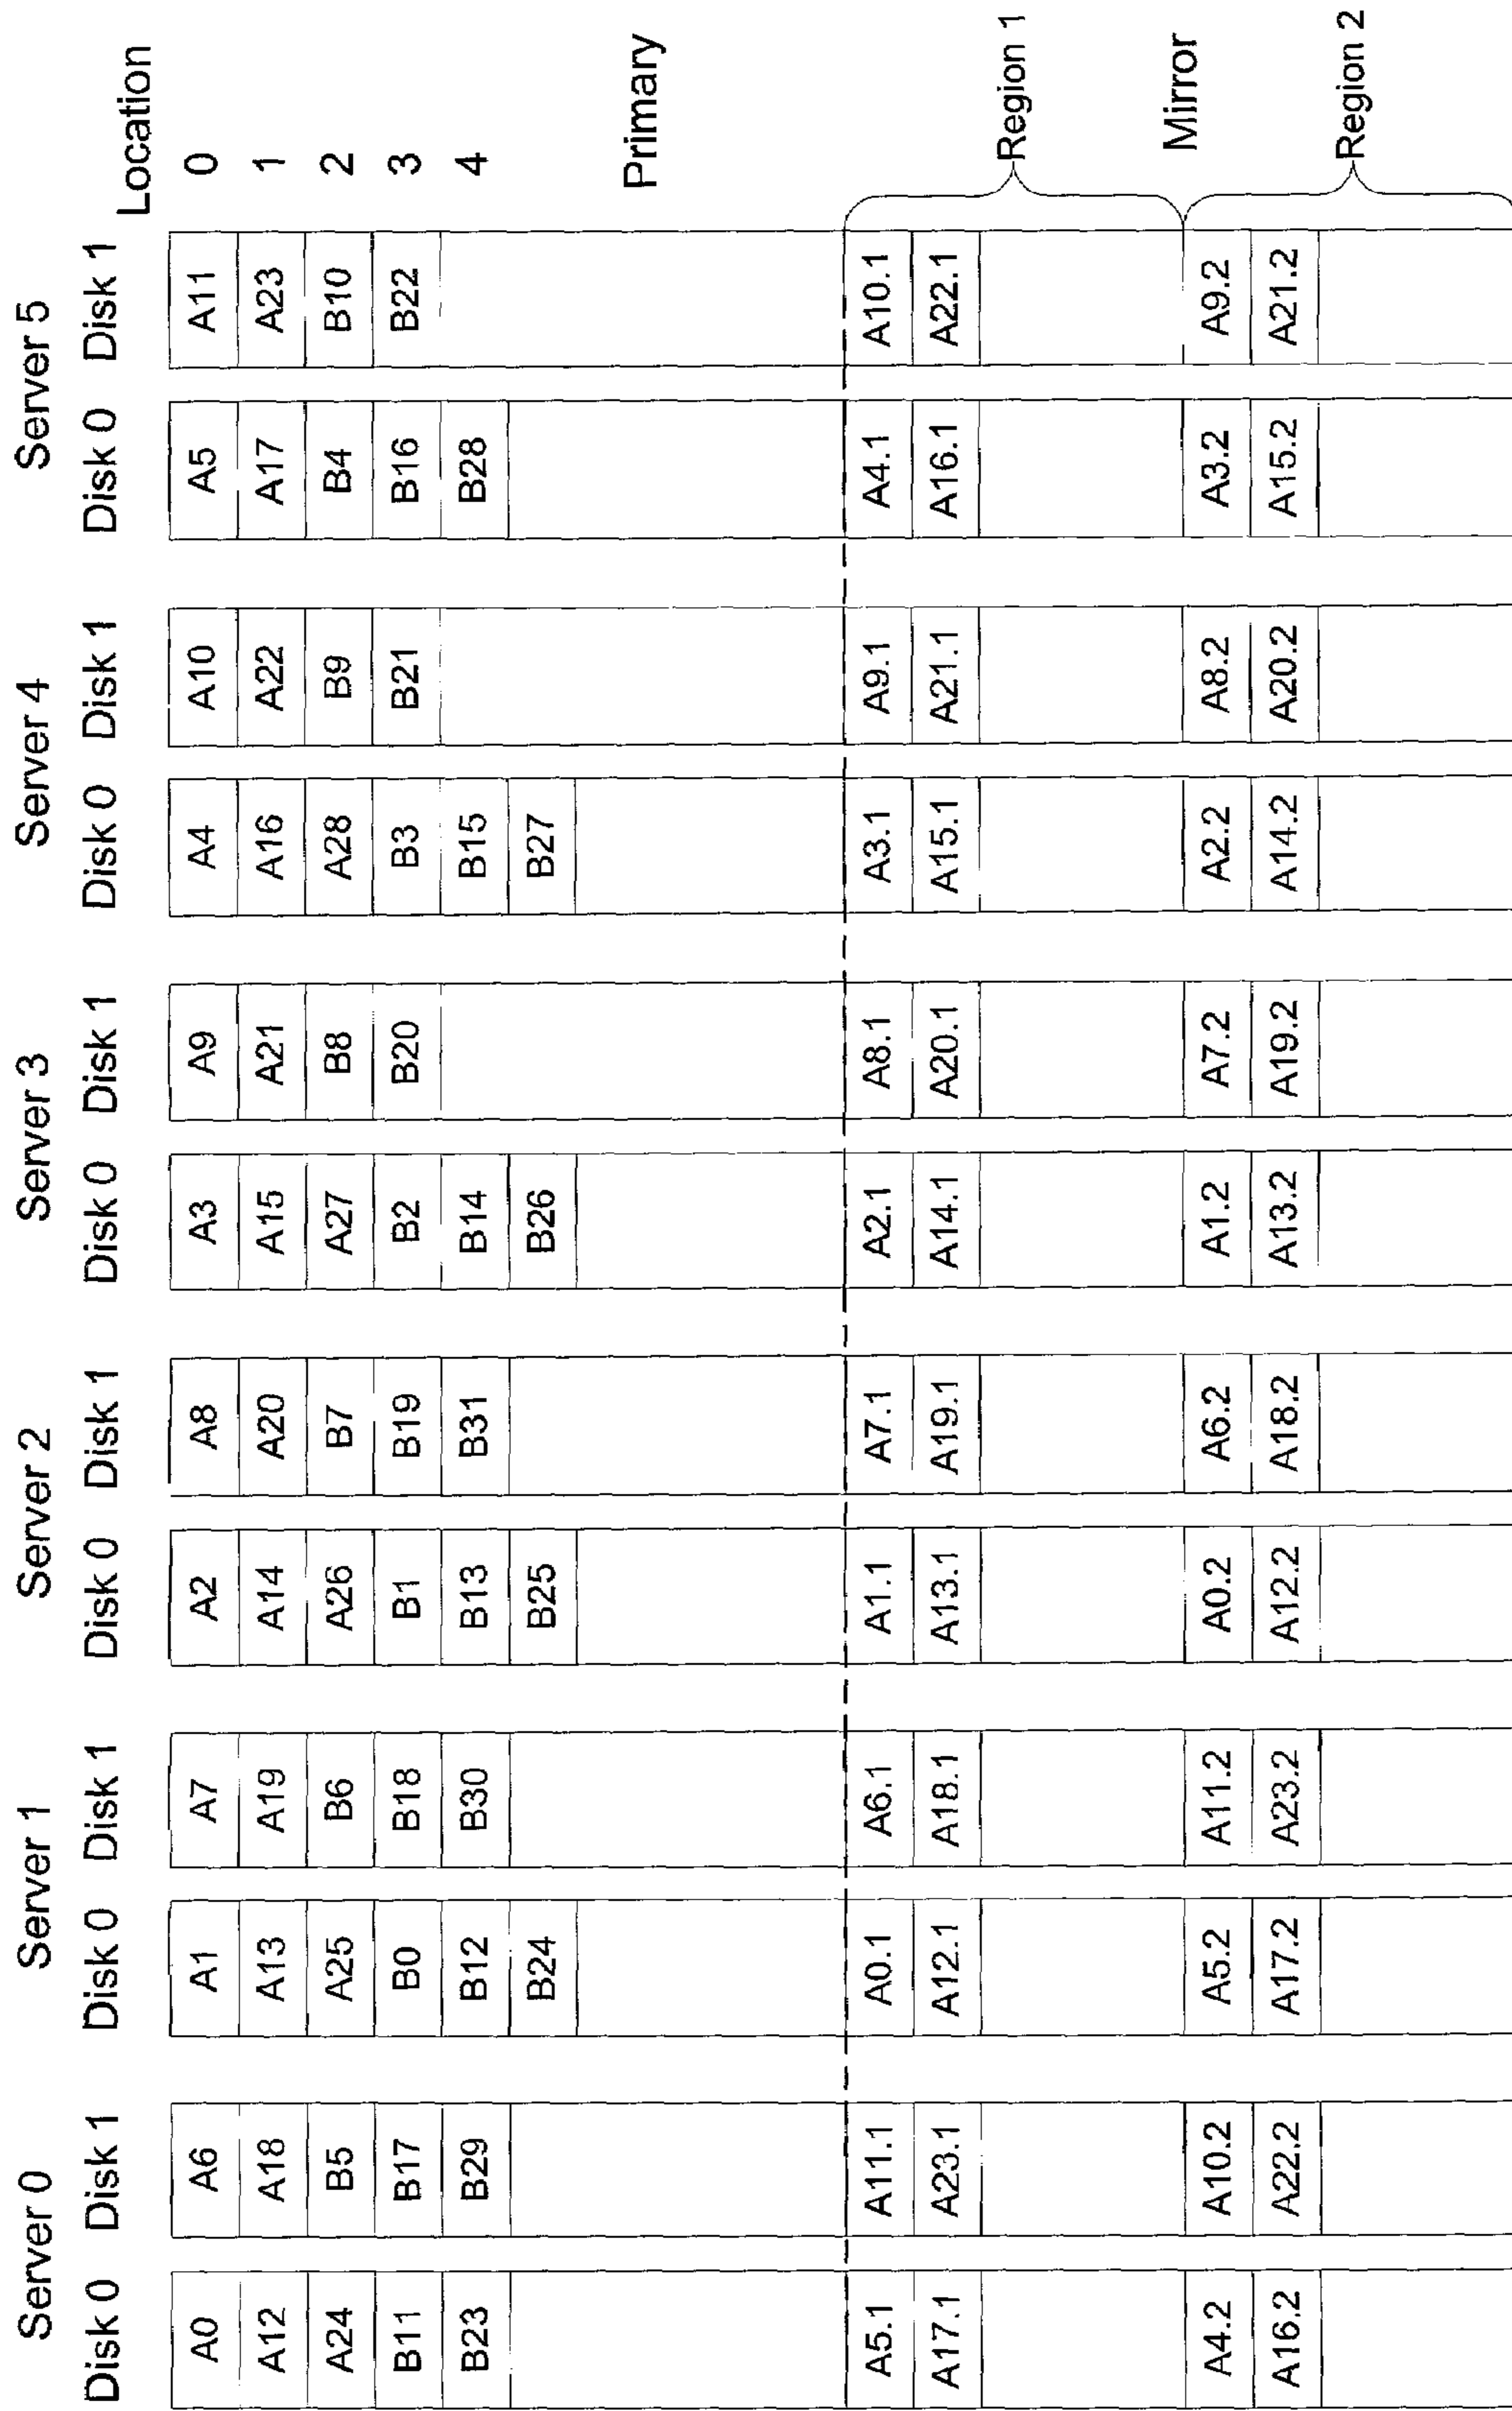 Server 0 Server 1 Server 2 Server 3 Server 4 Server 5
Disk 0 Disk 1 Disk 0 Disk 1 Disk 0 Disk 1 Disk 0 Disk 1 Disk 0 Disk 1 Disk 0 Disk 1 Location
A0 A6 A1 A7 A2 A8 A3 A9 A4 A10 A5 A11 0
A12 A18 A13 A19 A14 A20 A15 A21 A16 A22 A17 A23 1
A24 B5 A25 B6 A26 B7 A27 B8 A28 B9 B4 B10 2
B11 B17 B0 B18 B1 B19 B2 B20 B3 B21 B16 B22 3
B23 B29 B12 B30 B13 B31 B14 B15 B28 4
B24 B25 B26 B27
Primary
A5.1 A11.1 A0.1 A6.1 A1.1 A7.1 A2.1 A8.1 A3.1 A9.1 A4.1 A10.1
A17.1 A23.1 A12.1 A18.1 A13.1 A19.1 A14.1 A20.1 A15.1 A21.1 A16.1 A22.1
Region 1
Mirror
A4.2 A10.2 A5.2 A11.2 A0.2 A6.2 A1.2 A7.2 A2.2 A8.2 A3.2 A9.2
A16.2 A22.2 A17.2 A23.2 A12.2 A18.2 A13.2 A19.2 A14.2 A20.2 A15.2 A21.2
Region 2